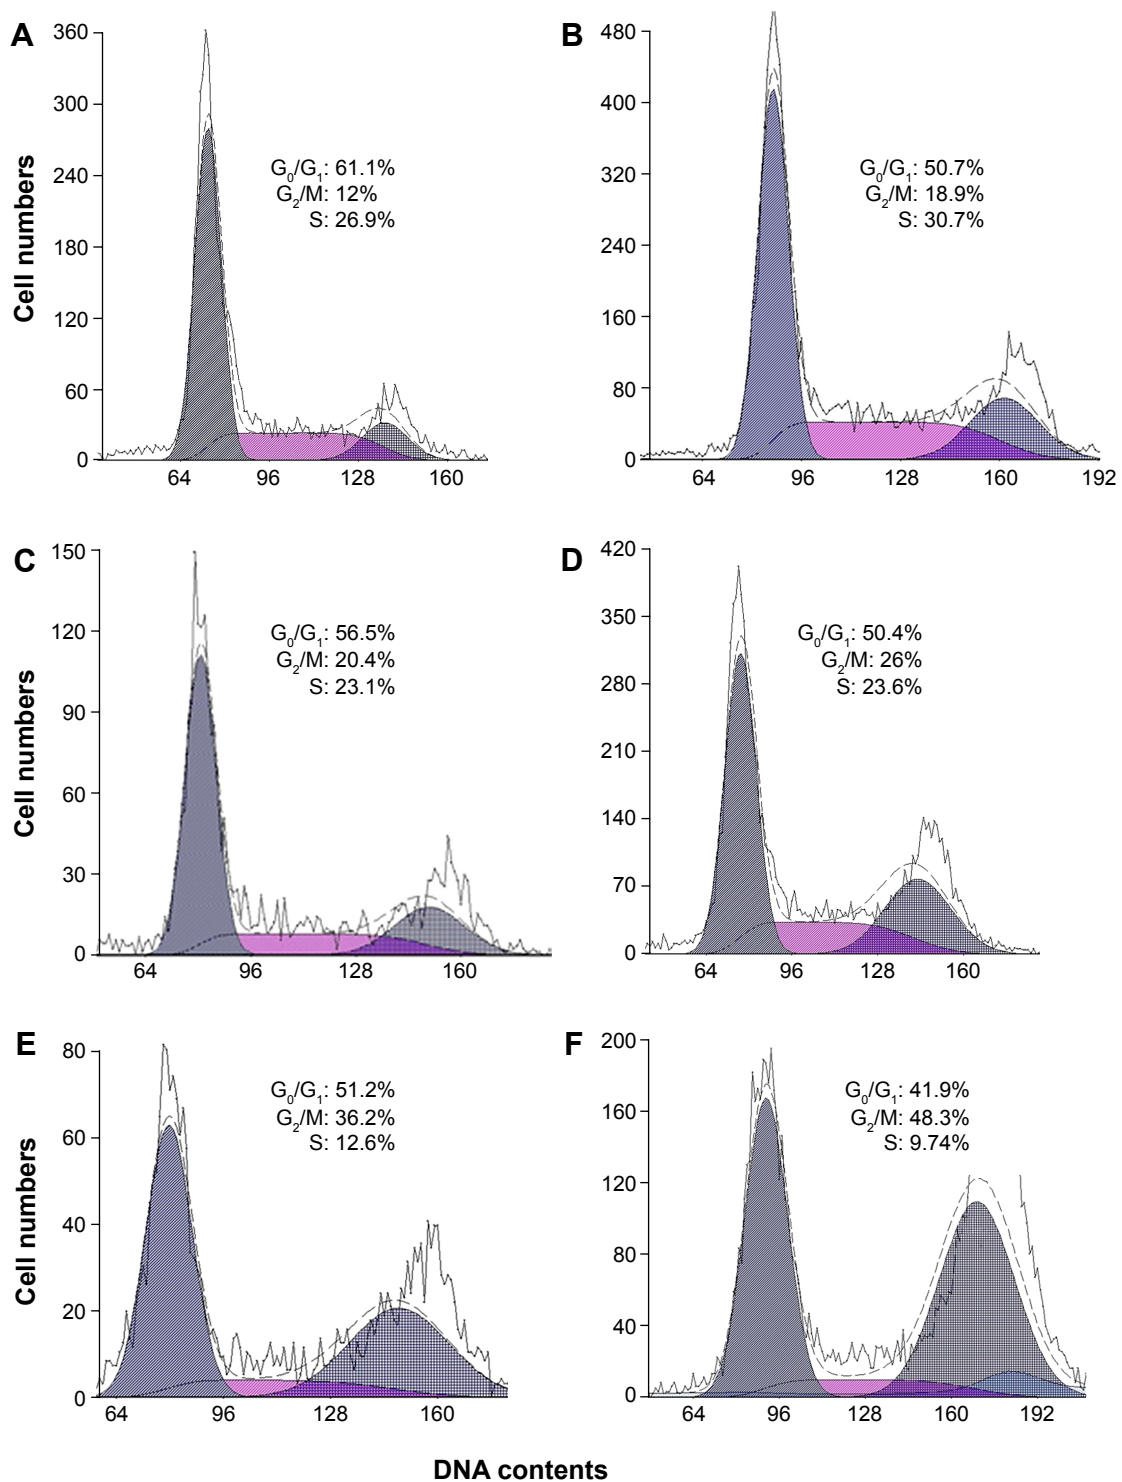 A
360
300
240
180
120
60
0
Cell numbers
G0/G1: 61.1%
G2/M: 12%
S: 26.9%
64 96 128 160
B
480
400
320
240
160
80
0
G0/G1: 50.7%
G2/M: 18.9%
S: 30.7%
64 96 128 160 192
C
150
120
90
60
30
0
Cell numbers
G0/G1: 56.5%
G2/M: 20.4%
S: 23.1%
64 96 128 160
D
420
350
280
210
140
70
0
G0/G1: 50.4%
G2/M: 26%
S: 23.6%
64 96 128 160
E
80
60
40
20
0
Cell numbers
G0/G1: 51.2%
G2/M: 36.2%
S: 12.6%
64 96 128 160
F
200
160
120
80
40
0
G0/G1: 41.9%
G2/M: 48.3%
S: 9.74%
64 96 128 160 192
DNA contents